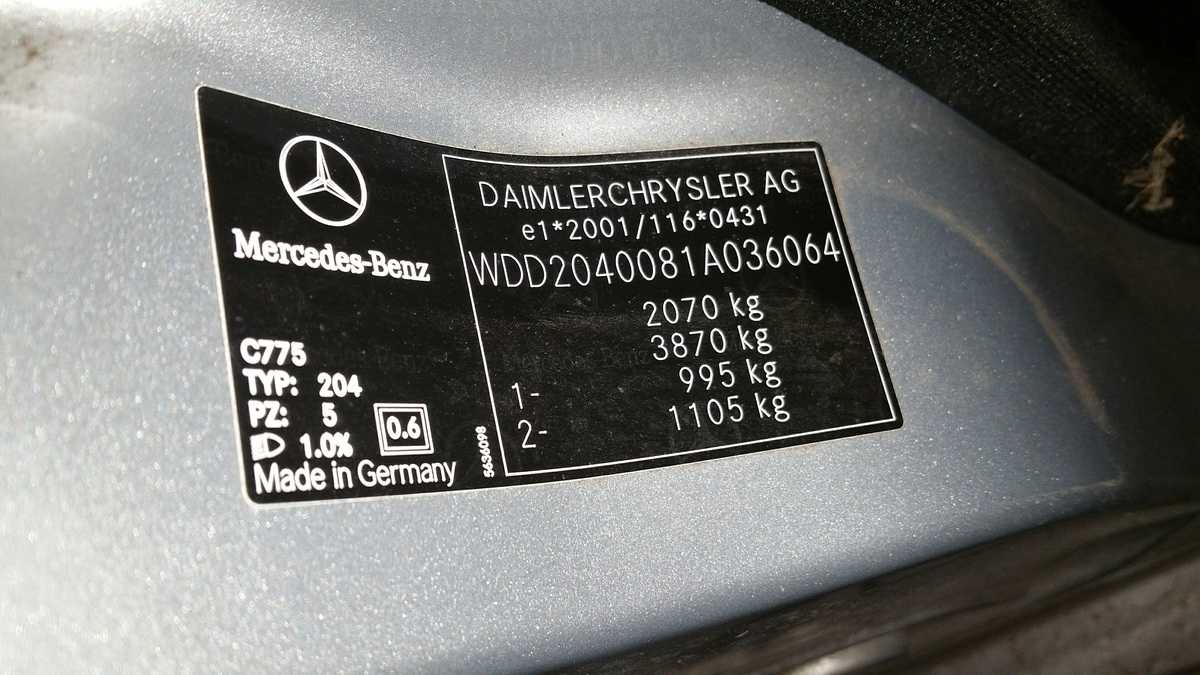 Mercedes-Benz
C775
TYP: 204
PZ: 5
1.0%
0.6
Made in Germany
5636098
DAIMLERCHRYSLER AG
e1*2001/116*0431
WDD2040081A036064
2070 kg
3870 kg
1- 995 kg
2- 1105 kg